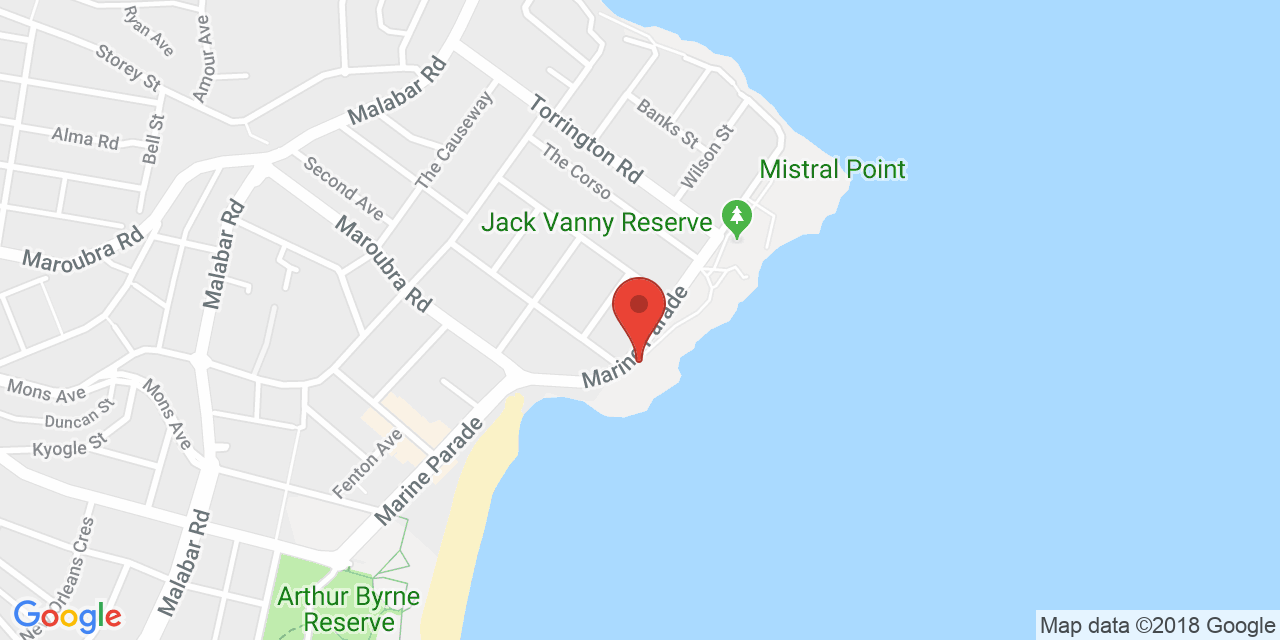 Ryan Ave
Storey St
Amour Ave
Malabar Rd
Alma Rd
Bell St
The Causeway
Torrington Rd
Banks St
Wilson St
The Corso
Mistral Point
Second Ave
Jack Vanny Reserve
Maroubra Rd
Malabar Rd
Maroubra Rd
Marine Parade
Mons Ave
Duncan St
Kyogle St
Mons Ave
Fenton Ave
Marine Parade
Malabar Rd
New Orleans Cres
Arthur Byrne
Reserve
Google
Map data ©2018 Google